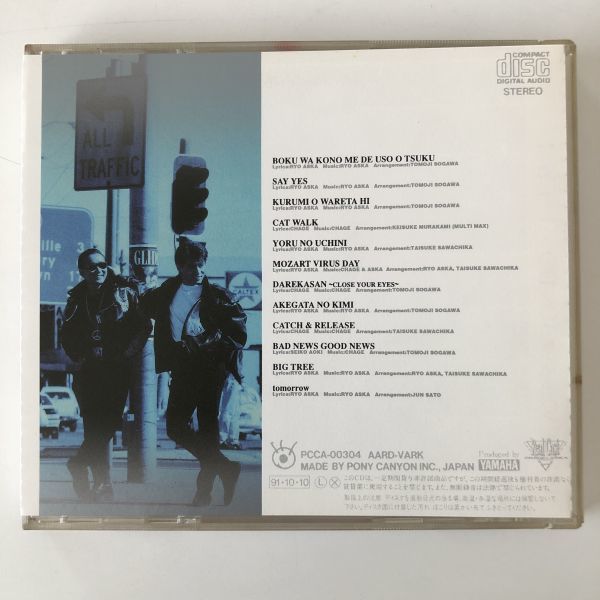 COMPACT
disc
DIGITAL AUDIO
STEREO
ALL
TRAFFIC
BOKU WA KONO ME DE USO O TSUKU
Lyrics:RYO ASKA Music:RYO ASKA Arrangement:TOMOJI SOGAWA
SAY YES
Lyrics:RYO ASKA Music:RYO ASKA Arrangement:TOMOJI SOGAWA
KURUMI O WARETA HI
Lyrics:RYO ASKA Music:RYO ASKA Arrangement:TOMOJI SOGAWA
CAT WALK
Lyrics:CHAGE Music:CHAGE Arrangement:KEISUKE MURAKAMI (MULTI MAX)
YORU NO UCHINI
Lyrics:RYO ASKA Music:RYO ASKA Arrangement:TAISUKE SAWACHIKA
MOZART VIRUS DAY
Lyrics:RYO ASKA Music:CHAGE & ASKA Arrangement:RYO ASKA, TAISUKE SAWACHIKA
DAREKASAN ~CLOSE YOUR EYES~
Lyrics:RYO ASKA Music:CHAGE Arrangement:TOMOJI SOGAWA
AKEGATA NO KIMI
Lyrics:RYO ASKA Music:CHAGE Arrangement:TOMOJI SOGAWA
CATCH & RELEASE
Lyrics:CHAGE Music:CHAGE Arrangement:TAISUKE SAWACHIKA
BAD NEWS GOOD NEWS
Lyrics:SEIKO AOKI Music:CHAGE Arrangement:TOMOJI SOGAWA
BIG TREE
Lyrics:RYO ASKA Music:RYO ASKA Arrangement:RYO ASKA, TAISUKE SAWACHIKA
tomorrow
Lyrics:RYO ASKA Music:RYO ASKA Arrangement:JUN SATO
PCCA-00304 AARD-VARK
MADE BY PONY CANYON INC., JAPAN
Produced by
YAMAHA
91·10·10 L X